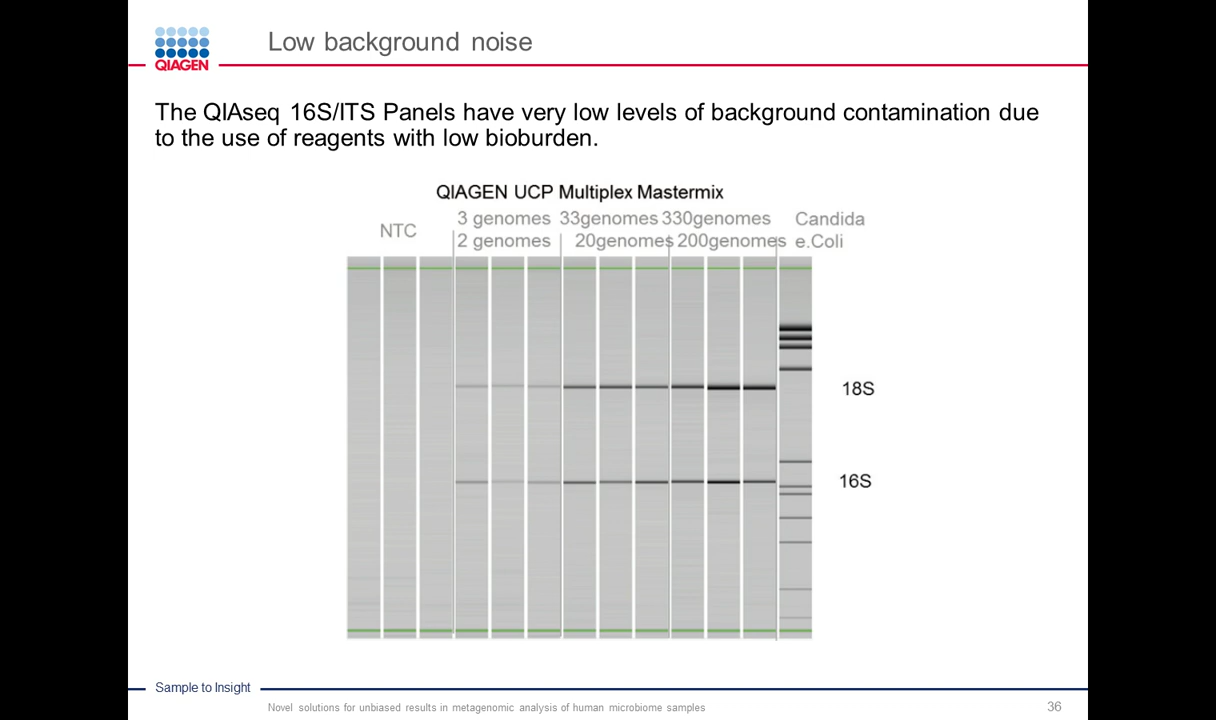 QIAGEN
Low background noise
The QIAseq 16S/ITS Panels have very low levels of background contamination due
to the use of reagents with low bioburden.
QIAGEN UCP Multiplex Mastermix
NTC
3 genomes 33genomes 330genomes Candida
2 genomes 20genomes 200genomes e.Coli
18S
16S
Sample to Insight
Novel solutions for unbiased results in metagenomic analysis of human microbiome samples
36